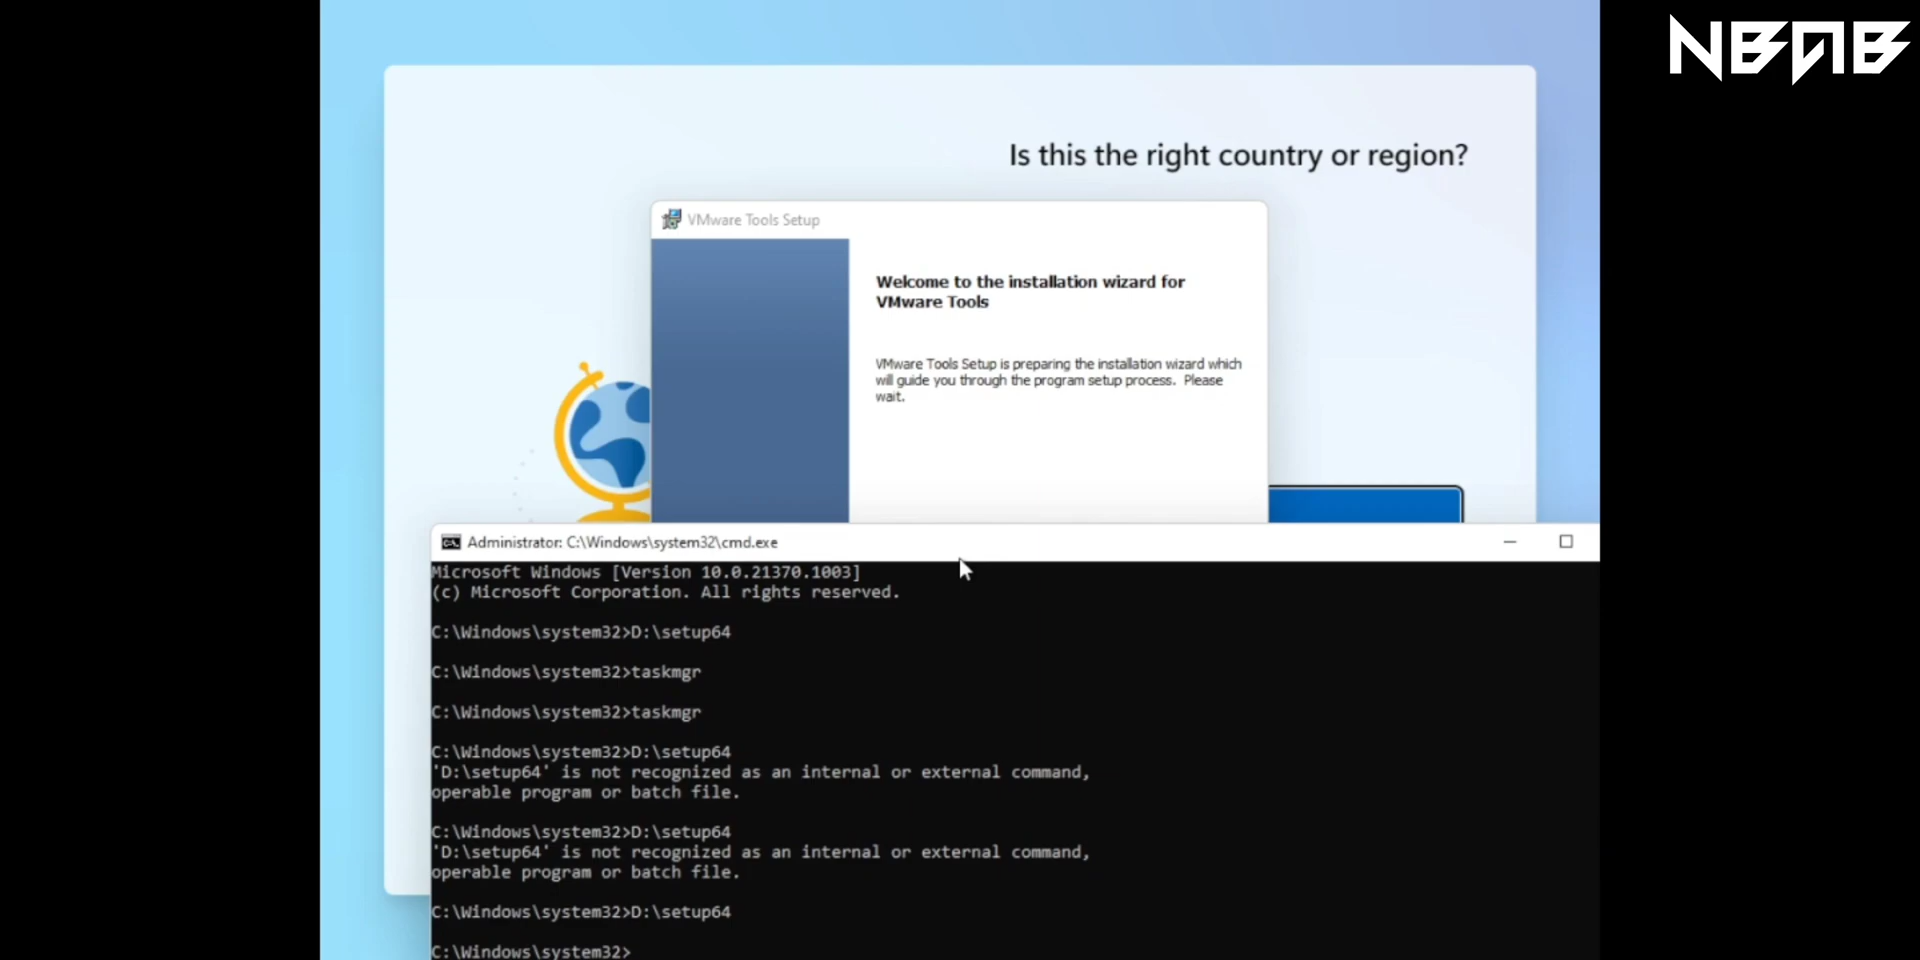 NBAB
Is this the right country or region?
VMware Tools Setup
Welcome to the installation wizard for
VMware Tools
VMware Tools Setup is preparing the installation wizard which
will guide you through the program setup process.  Please
wait.
Administrator: C:\Windows\system32\cmd.exe
Microsoft Windows [Version 10.0.21370.1003]
(c) Microsoft Corporation. All rights reserved.
C:\Windows\system32>D:\setup64
C:\Windows\system32>taskmgr
C:\Windows\system32>taskmgr
C:\Windows\system32>D:\setup64
'D:\setup64' is not recognized as an internal or external command,
operable program or batch file.
C:\Windows\system32>D:\setup64
'D:\setup64' is not recognized as an internal or external command,
operable program or batch file.
C:\Windows\system32>D:\setup64
C:\Windows\system32>